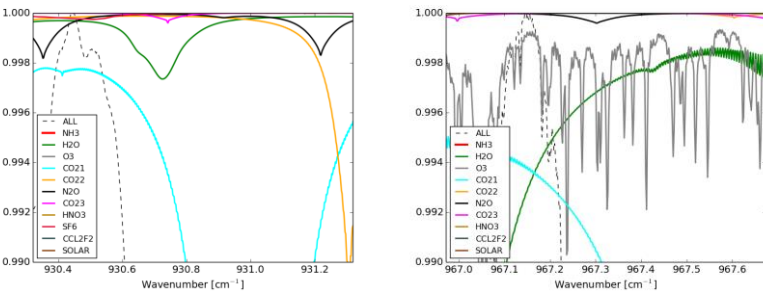 1.000
0.998
0.996
0.994
0.992
0.990
ALL
NH3
H2O
O3
CO21
CO22
N2O
CO23
HNO3
SF6
CCL2F2
SOLAR
930.4 930.6 930.8 931.0 931.2
Wavenumber [cm⁻¹]
1.000
0.998
0.996
0.994
0.992
0.990
ALL
NH3
H2O
O3
CO21
CO22
N2O
CO23
HNO3
CCL2F2
SOLAR
967.0 967.1 967.2 967.3 967.4 967.5 967.6
Wavenumber [cm⁻¹]